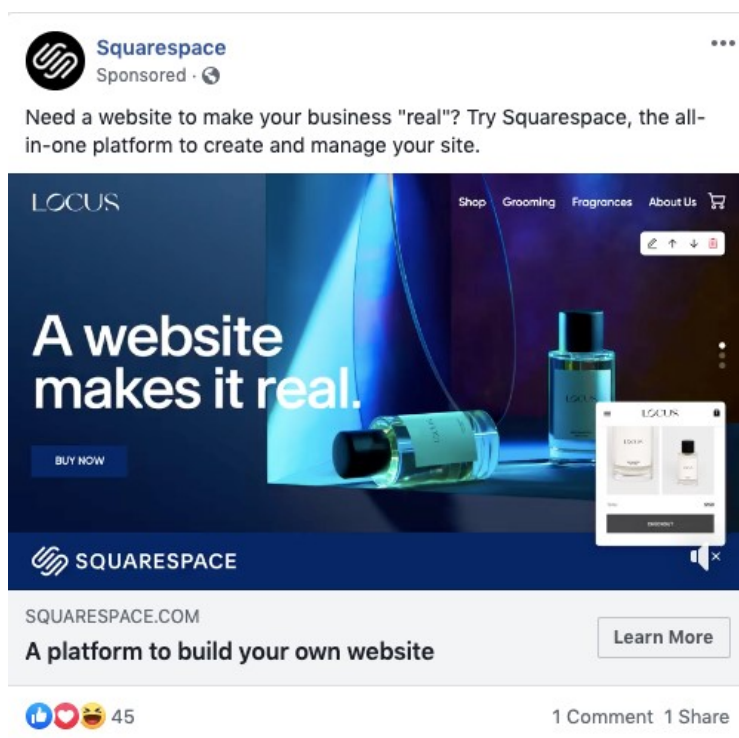 Squarespace
Sponsored ·
Need a website to make your business "real"? Try Squarespace, the all-
in-one platform to create and manage your site.
LOCUS
Shop Grooming Fragrances About Us
A website
makes it real.
BUY NOW
LOCUS
LOCUS
SQUARESPACE
SQUARESPACE.COM
A platform to build your own website
Learn More
45
1 Comment 1 Share